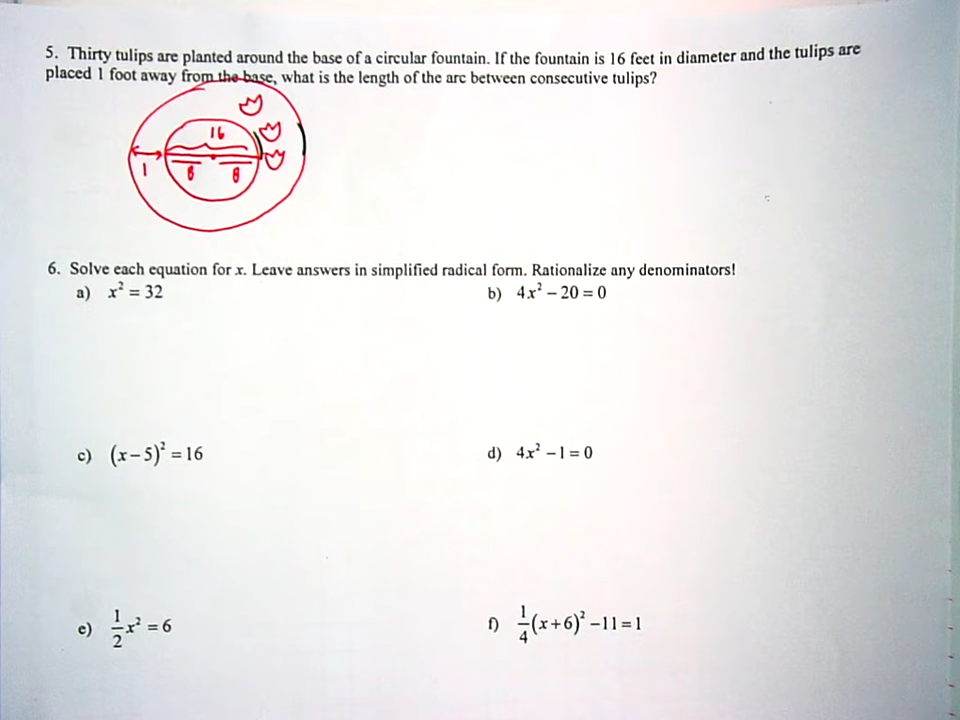 5. Thirty tulips are planted around the base of a circular fountain. If the fountain is 16 feet in diameter and the tulips are
placed 1 foot away from the base, what is the length of the arc between consecutive tulips?
16
1 8 8
6. Solve each equation for x. Leave answers in simplified radical form. Rationalize any denominators!
a) x² = 32 b) 4x² – 20 = 0
c) (x – 5)² = 16 d) 4x² – 1 = 0
e) 1/2 x² = 6 f) 1/4 (x + 6)² – 11 = 1